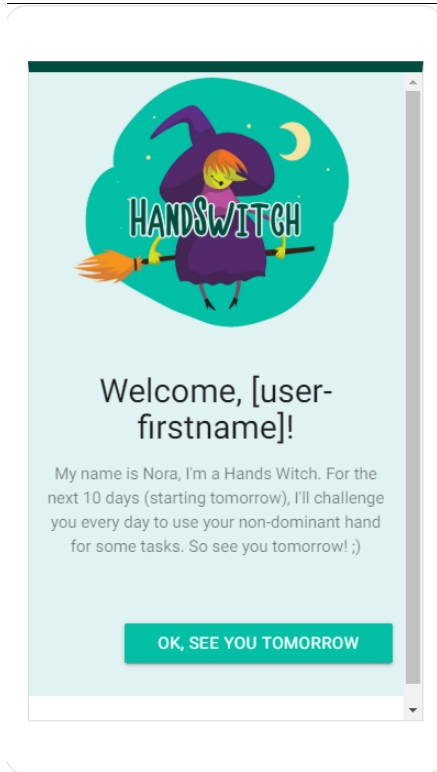 HANDSWITCH
Welcome, [user-
firstname]!
My name is Nora, I'm a Hands Witch. For the
next 10 days (starting tomorrow), I'll challenge
you every day to use your non-dominant hand
for some tasks. So see you tomorrow! ;)
OK, SEE YOU TOMORROW